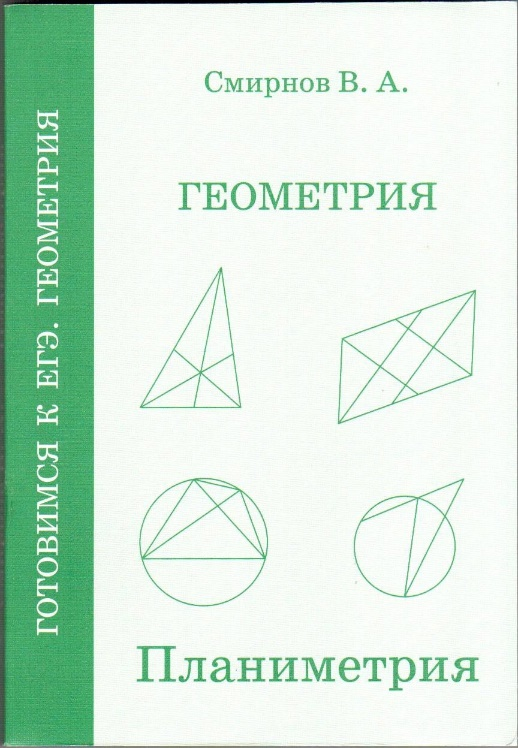 Смирнов В. А.
ГЕОМЕТРИЯ
Планиметрия
ГОТОВИМСЯ К ЕГЭ. ГЕОМЕТРИЯ